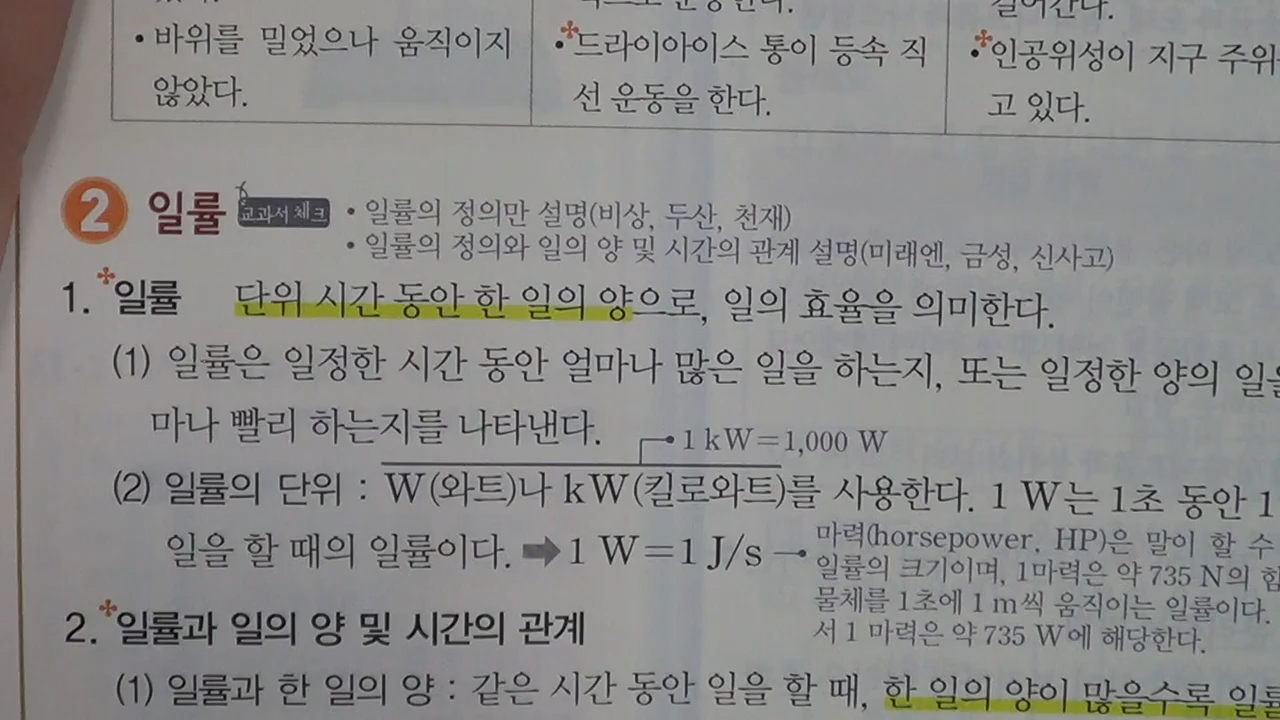 • 바위를 밀었으나 움직이지
않았다.
• 드라이아이스 통이 등속 직
선 운동을 한다.
걸어간다.
• 인공위성이 지구 주위
고 있다.
2 일률 교과서 체크 • 일률의 정의만 설명(비상, 두산, 천재)
• 일률의 정의와 일의 양 및 시간의 관계 설명(미래엔, 금성, 신사고)
1. 일률 단위 시간 동안 한 일의 양으로, 일의 효율을 의미한다.
(1) 일률은 일정한 시간 동안 얼마나 많은 일을 하는지, 또는 일정한 양의 일을
마나 빨리 하는지를 나타낸다.
1 kW=1,000 W
(2) 일률의 단위 : W(와트)나 kW(킬로와트)를 사용한다. 1 W는 1초 동안 1
일을 할 때의 일률이다. ➡ 1 W=1 J/s
마력(horsepower, HP)은 말이 할 수
일률의 크기이며, 1마력은 약 735 N의 힘
물체를 1초에 1 m씩 움직이는 일률이다.
서 1 마력은 약 735 W에 해당한다.
2. 일률과 일의 양 및 시간의 관계
(1) 일률과 한 일의 양 : 같은 시간 동안 일을 할 때, 한 일의 양이 많을수록 일률